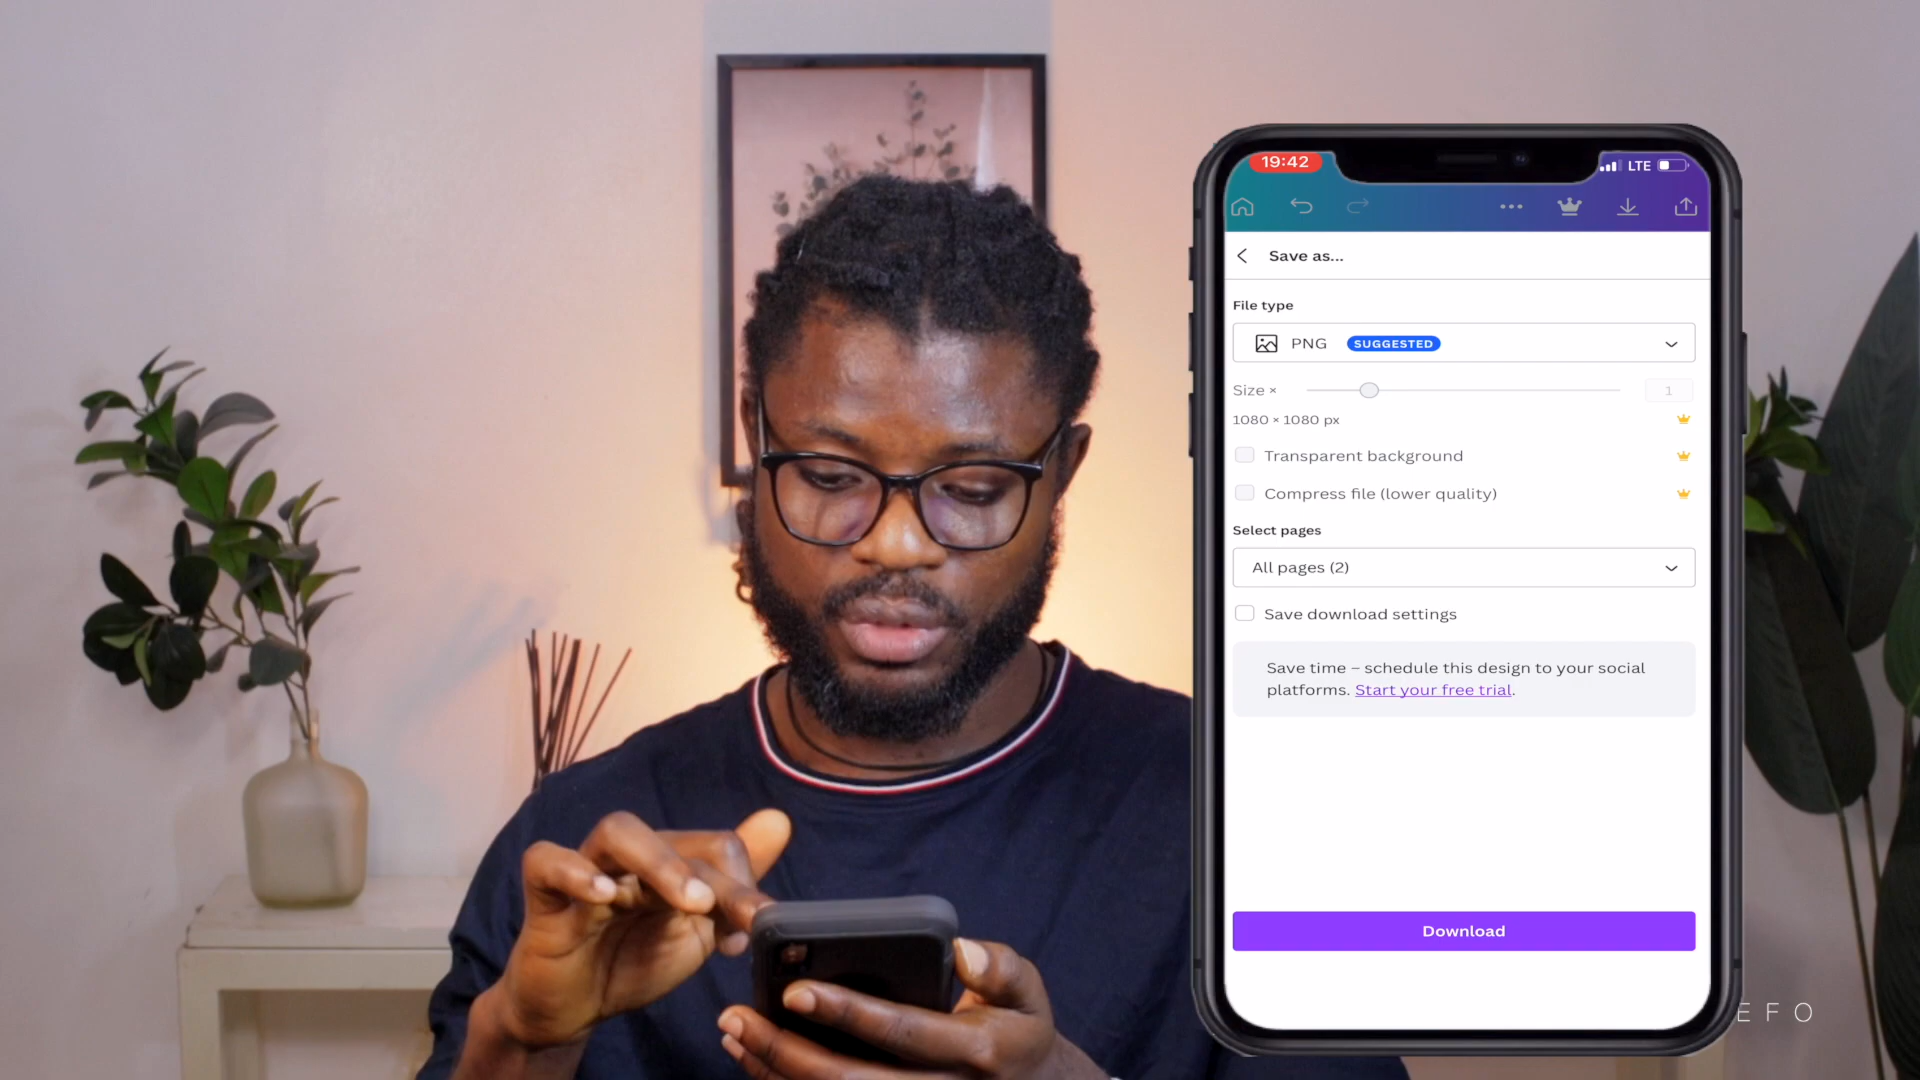 19:42
LTE
Save as...
File type
PNG SUGGESTED
Size ×
1
1080 × 1080 px
Transparent background
Compress file (lower quality)
Select pages
All pages (2)
Save download settings
Save time – schedule this design to your social
platforms. Start your free trial.
Download
EFO